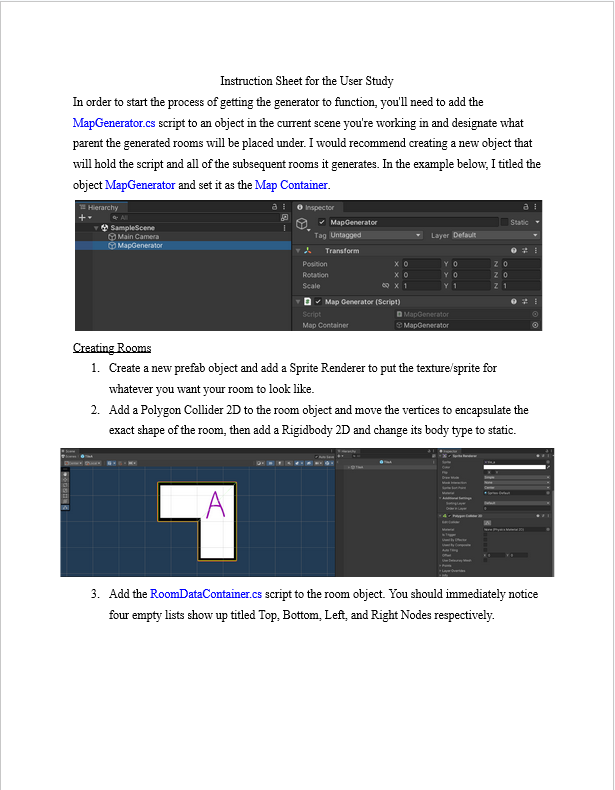 Instruction Sheet for the User Study
In order to start the process of getting the generator to function, you'll need to add the
MapGenerator.cs script to an object in the current scene you're working in and designate what
parent the generated rooms will be placed under. I would recommend creating a new object that
will hold the script and all of the subsequent rooms it generates. In the example below, I titled the
object MapGenerator and set it as the Map Container.
Hierarchy
All
SampleScene
Main Camera
MapGenerator
Inspector
MapGenerator Static
Tag Untagged Layer Default
Transform
Position X 0 Y 0 Z 0
Rotation X 0 Y 0 Z 0
Scale X 1 Y 1 Z 1
Map Generator (Script)
Script MapGenerator
Map Container MapGenerator
Creating Rooms
1. Create a new prefab object and add a Sprite Renderer to put the texture/sprite for
whatever you want your room to look like.
2. Add a Polygon Collider 2D to the room object and move the vertices to encapsulate the
exact shape of the room, then add a Rigidbody 2D and change its body type to static.
A
3. Add the RoomDataContainer.cs script to the room object. You should immediately notice
four empty lists show up titled Top, Bottom, Left, and Right Nodes respectively.